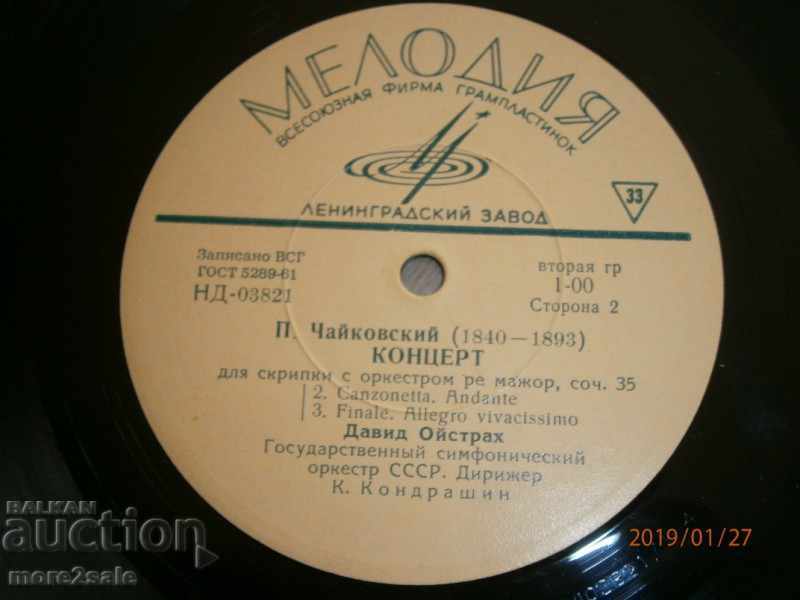 МЕЛОДИЯ
ВСЕСОЮЗНАЯ ФИРМА ГРАМПЛАСТИНОК
33
ЛЕНИНГРАДСКИЙ ЗАВОД
Записано ВСГ
ГОСТ 5289-61
НД-03821
вторая гр
1-00
Сторона 2
П. Чайковский (1840—1893)
КОНЦЕРТ
для скрипки с оркестром ре мажор, соч. 35
2. Canzonetta. Andante
3. Finale. Allegro vivacissimo
Давид Ойстрах
Государственный симфонический
оркестр СССР. Дирижер
К. Кондрашин
BALKAN
auction
more2sale
2019/01/27